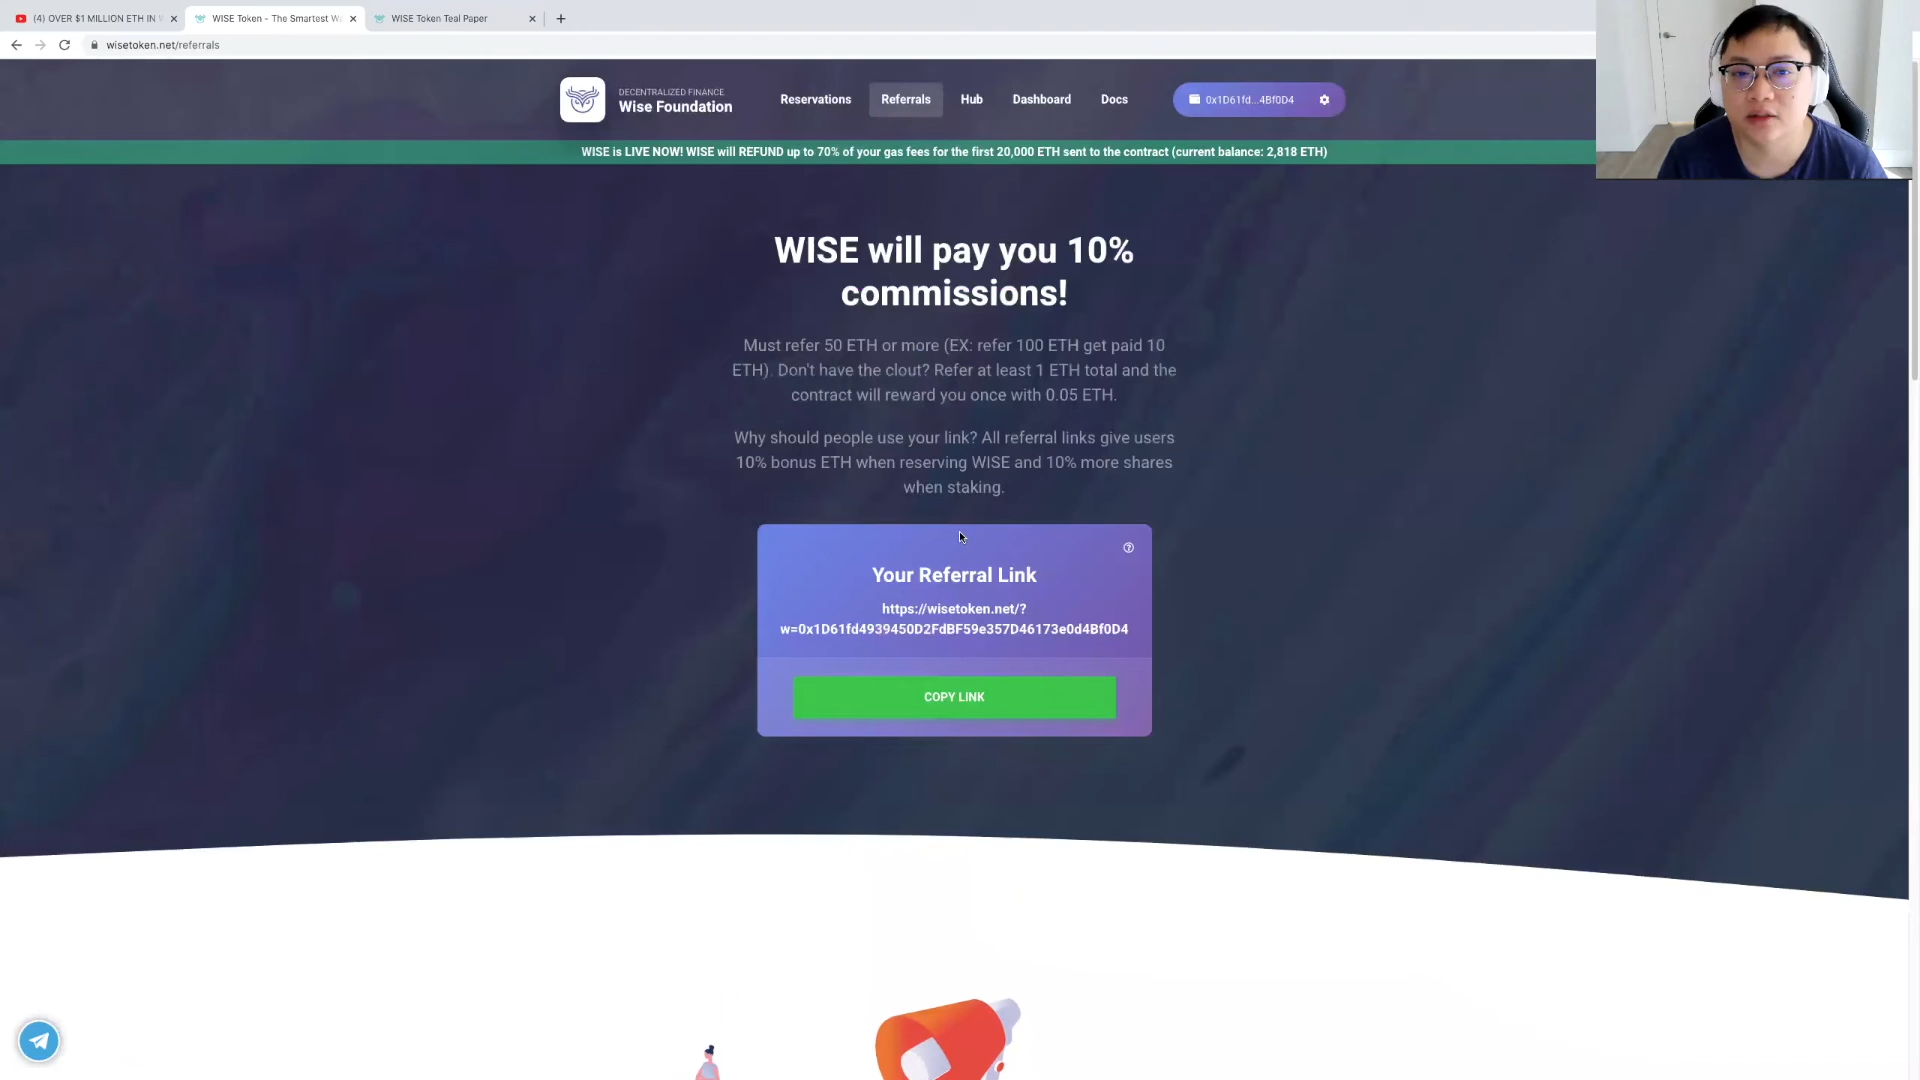 (4) OVER $1 MILLION ETH IN
WISE Token - The Smartest W
WISE Token Teal Paper
wisetoken.net/referrals
DECENTRALIZED FINANCE
Wise Foundation
Reservations
Referrals
Hub
Dashboard
Docs
0x1D61fd...4Bf0D4
WISE is LIVE NOW! WISE will REFUND up to 70% of your gas fees for the first 20,000 ETH sent to the contract (current balance: 2,818 ETH)
WISE will pay you 10%
commissions!
Must refer 50 ETH or more (EX: refer 100 ETH get paid 10
ETH). Don't have the clout? Refer at least 1 ETH total and the
contract will reward you once with 0.05 ETH.
Why should people use your link? All referral links give users
10% bonus ETH when reserving WISE and 10% more shares
when staking.
Your Referral Link
https://wisetoken.net/?
w=0x1D61fd4939450D2FdBF59e357D46173e0d4Bf0D4
COPY LINK